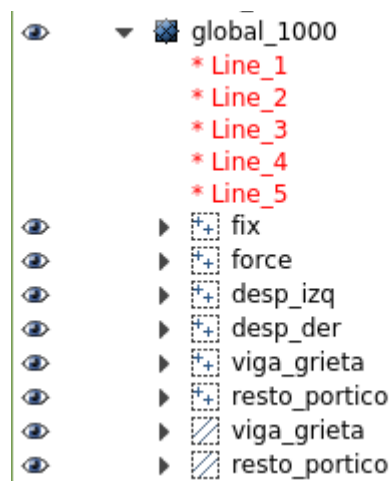 global_1000
* Line_1
* Line_2
* Line_3
* Line_4
* Line_5
fix
force
desp_izq
desp_der
viga_grieta
resto_portico
viga_grieta
resto_portico